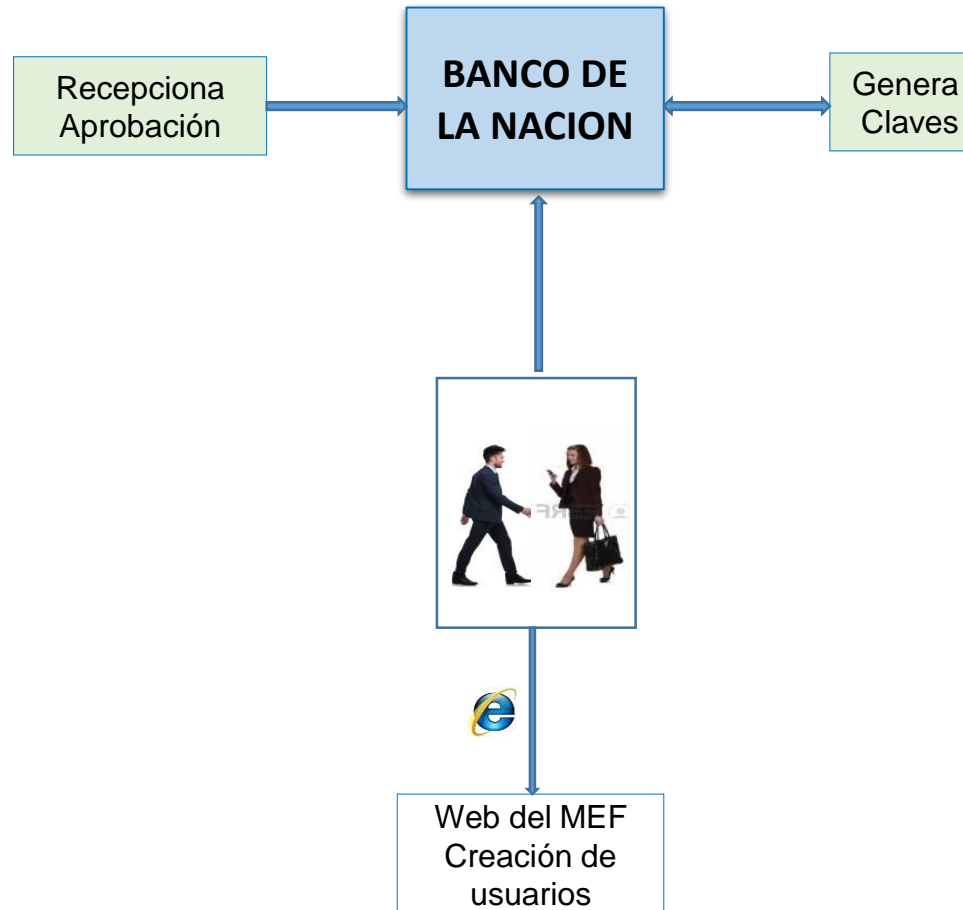 Recepciona
Aprobación
BANCO DE
LA NACION
Genera
Claves
Web del MEF
Creación de
usuarios